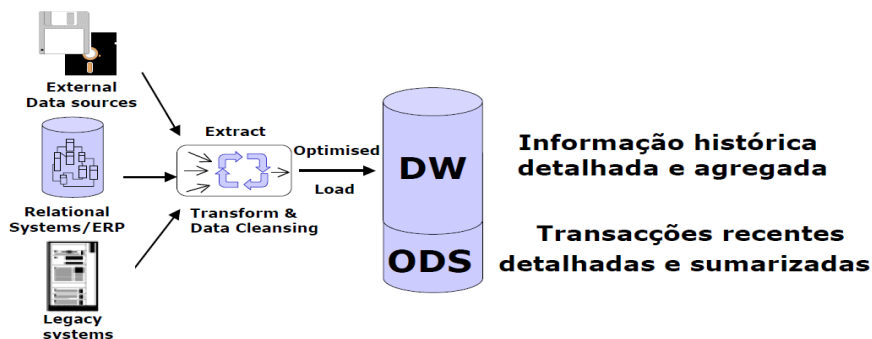 External
Data sources
Relational
Systems/ERP
Legacy
systems
Extract
Transform &
Data Cleansing
Optimised
Load
DW
ODS
Informação histórica
detalhada e agregada
Transacções recentes
detalhadas e sumarizadas